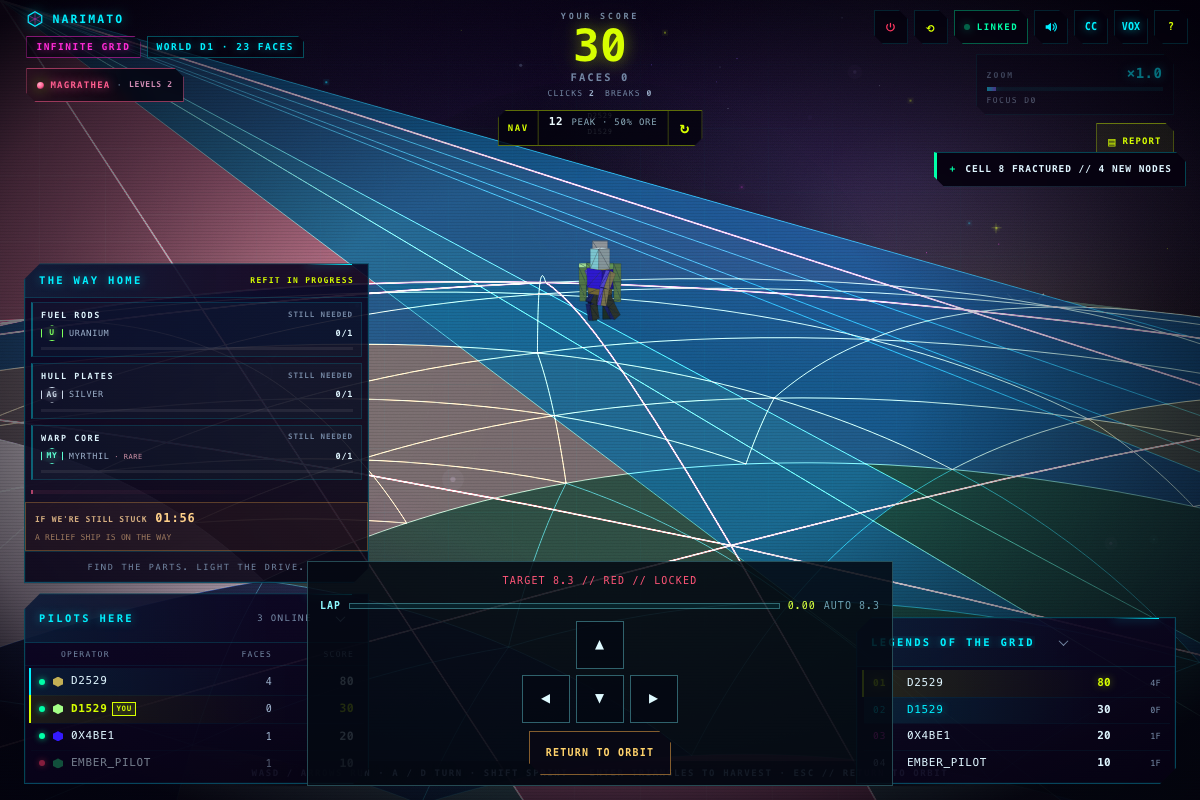 NARIMATO
INFINITE GRID
WORLD D1 · 23 FACES
MAGRATHEA · LEVELS 2
YOUR SCORE
30
FACES 0
CLICKS 2 BREAKS 0
NAV
12 PEAK · 50% ORE
↻
LINKED
CC
VOX
?
ZOOM ×1.0
FOCUS D0
REPORT
+ CELL 8 FRACTURED // 4 NEW NODES
THE WAY HOME
REFIT IN PROGRESS
FUEL RODS STILL NEEDED
U URANIUM 0/1
HULL PLATES STILL NEEDED
AG SILVER 0/1
WARP CORE STILL NEEDED
MY MYRTHIL · RARE 0/1
IF WE'RE STILL STUCK 01:56
A RELIEF SHIP IS ON THE WAY
FIND THE PARTS. LIGHT THE DRIVE.
PILOTS HERE 3 ONLINE
OPERATOR FACES SCORE
D2529 4 80
D1529 YOU 0 30
0X4BE1 1 20
EMBER_PILOT 1 10
TARGET 8.3 // RED // LOCKED
LAP 0.00 AUTO 8.3
▲
◀ ▼ ▶
RETURN TO ORBIT
LEGENDS OF THE GRID
01 D2529 80 4F
02 D1529 30 0F
03 0X4BE1 20 1F
04 EMBER_PILOT 10 1F